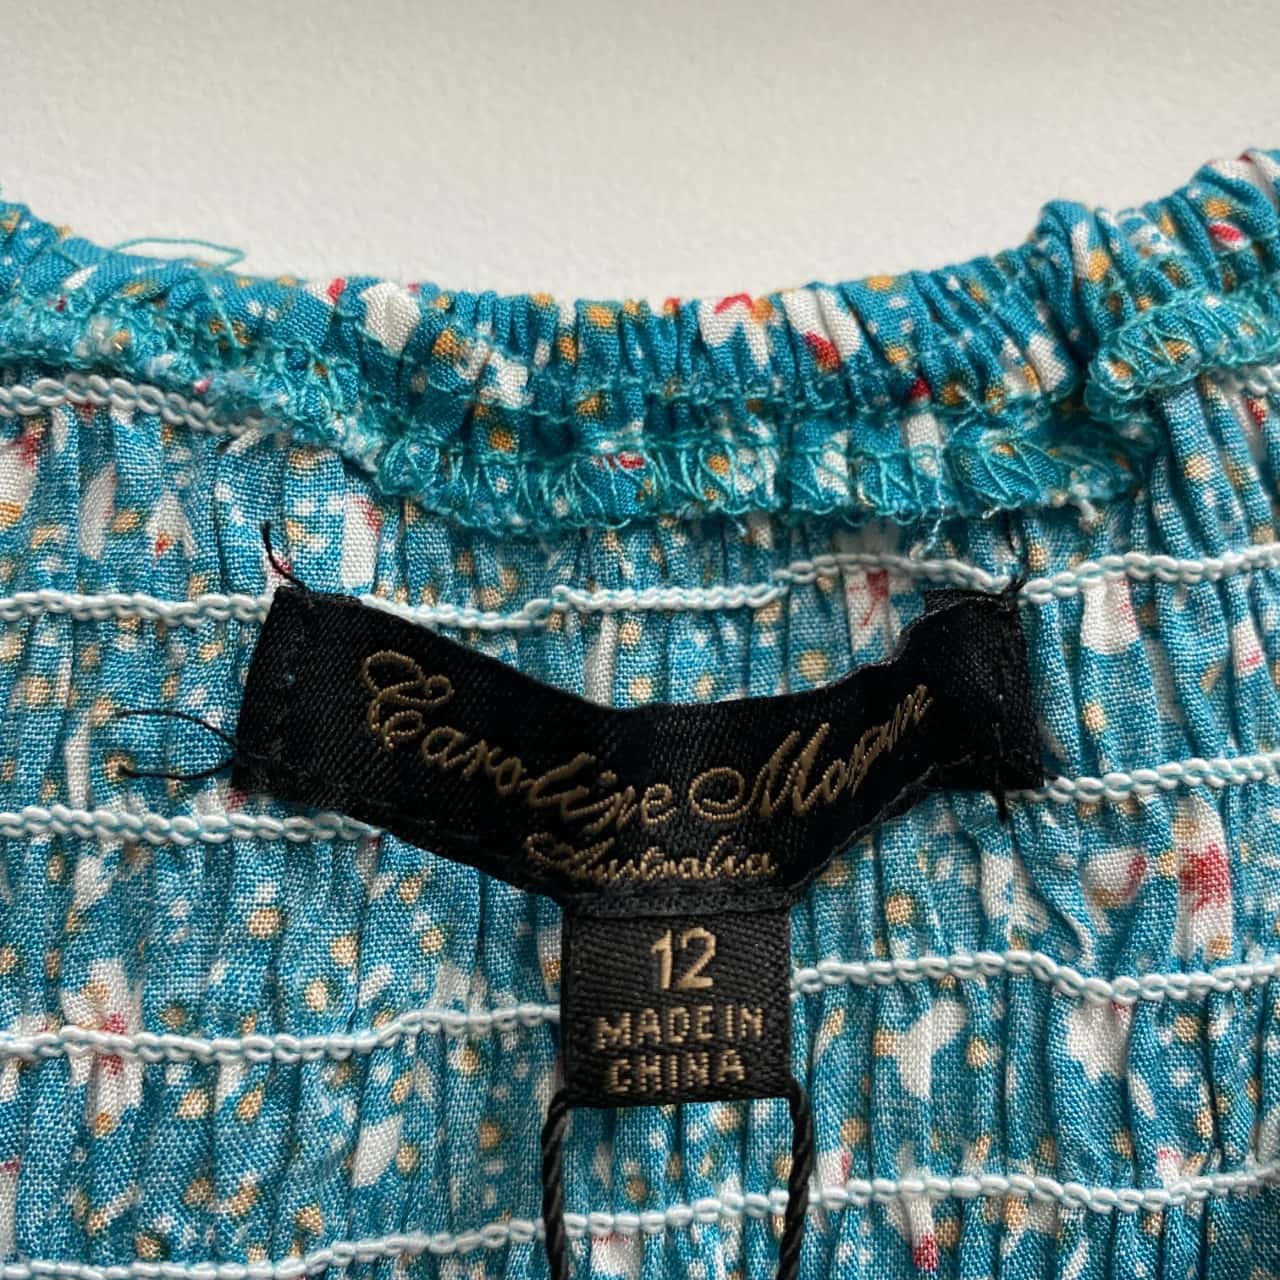 Caroline Morgan
Australia
12
MADE IN
CHINA